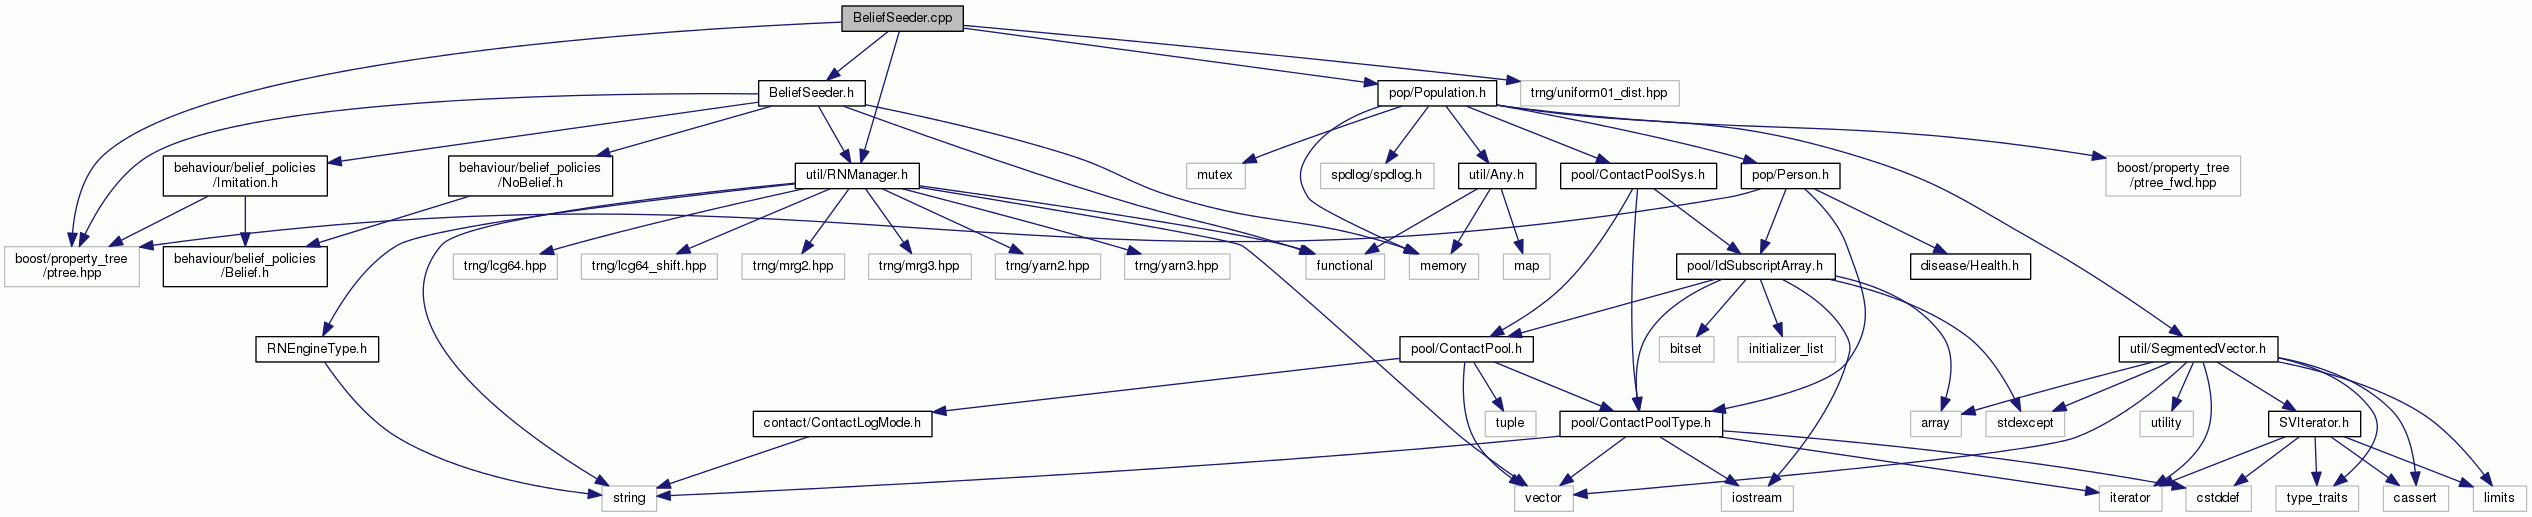 BeliefSeeder.cpp
BeliefSeeder.h
pop/Population.h
trng/uniform01_dist.hpp
behaviour/belief_policies
/Imitation.h
behaviour/belief_policies
/NoBelief.h
util/RNManager.h
mutex
spdlog/spdlog.h
util/Any.h
pool/ContactPoolSys.h
pop/Person.h
boost/property_tree
/ptree_fwd.hpp
boost/property_tree
/ptree.hpp
behaviour/belief_policies
/Belief.h
trng/lcg64.hpp
trng/lcg64_shift.hpp
trng/mrg2.hpp
trng/mrg3.hpp
trng/yarn2.hpp
trng/yarn3.hpp
functional
memory
map
pool/IdSubscriptArray.h
disease/Health.h
RNEngineType.h
pool/ContactPool.h
bitset
initializer_list
util/SegmentedVector.h
contact/ContactLogMode.h
tuple
pool/ContactPoolType.h
array
stdexcept
utility
SVIterator.h
string
vector
iostream
iterator
cstddef
type_traits
cassert
limits